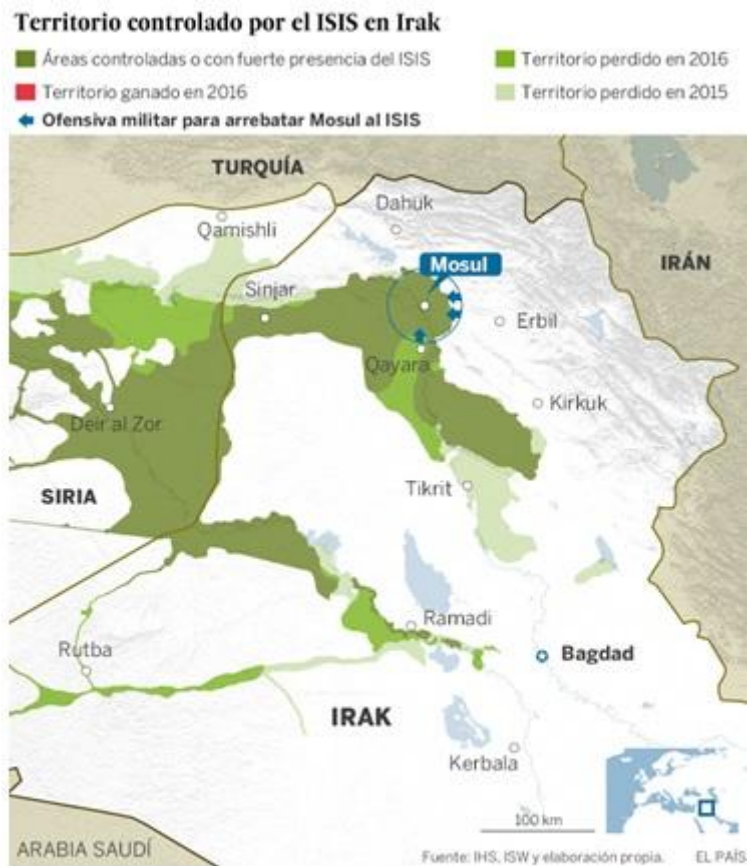 Territorio controlado por el ISIS en Irak
Áreas controladas o con fuerte presencia del ISIS
Territorio perdido en 2016
Territorio ganado en 2016
Territorio perdido en 2015
Ofensiva militar para arrebatar Mosul al ISIS
TURQUÍA
Dahuk
Qamishli
Mosul
IRÁN
Sinjar
Erbil
Qayara
Kirkuk
Deir al Zor
Tikrit
SIRIA
Ramadi
Rutba
Bagdad
IRAK
Kerbala
100 km
ARABIA SAUDÍ
Fuente: IHS, ISW y elaboración propia.
EL PAÍS